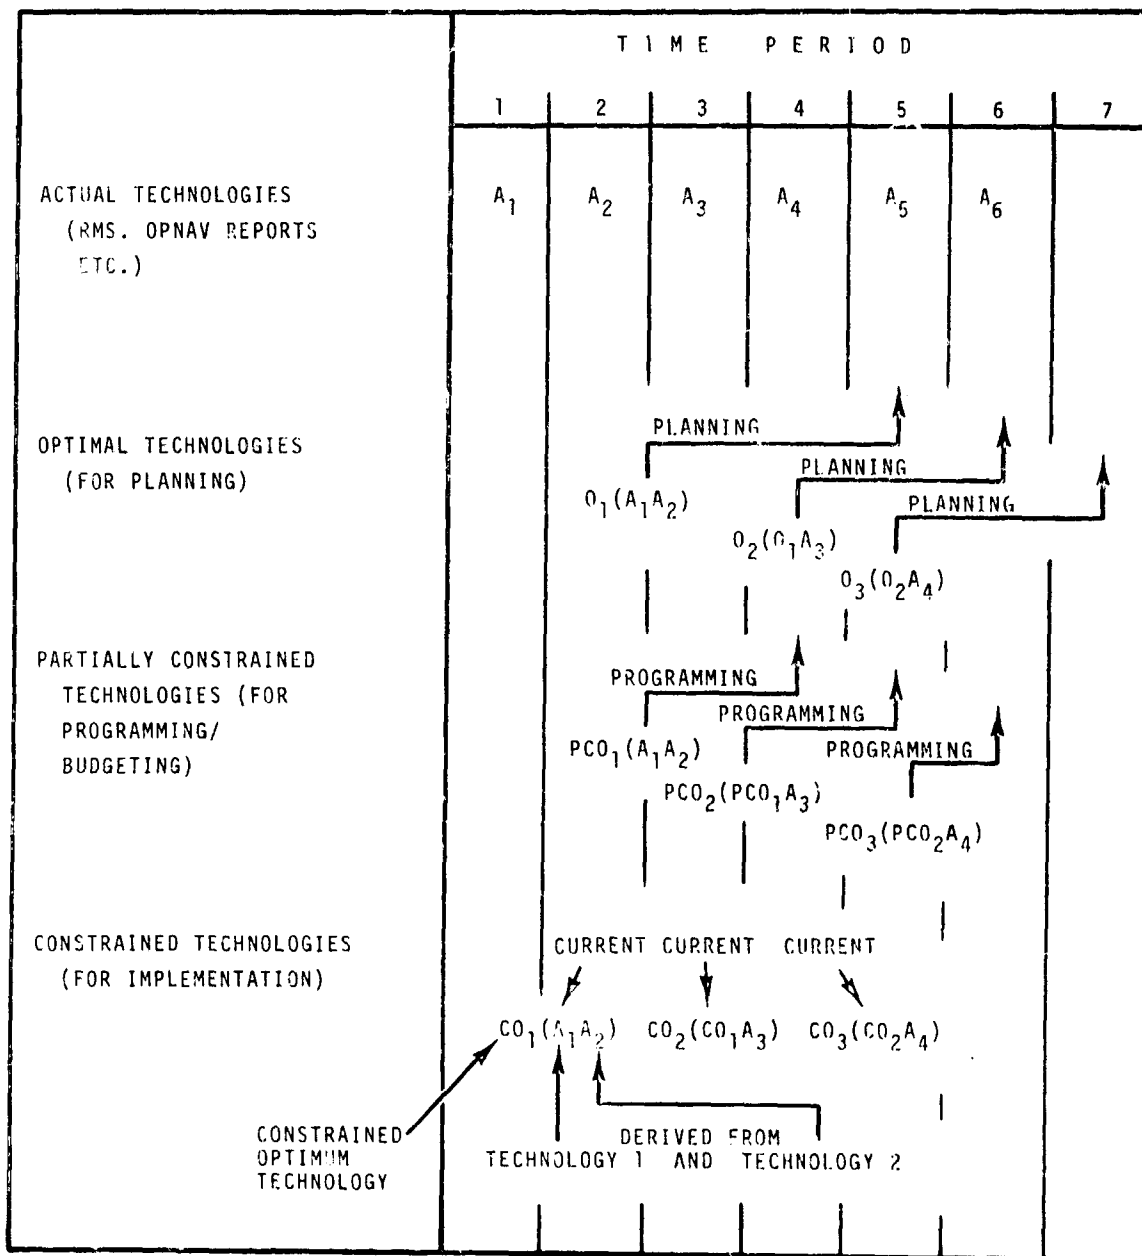 TIME PERIOD
1 2 3 4 5 6 7
ACTUAL TECHNOLOGIES
(RMS. OPNAV REPORTS
ETC.)
A1 A2 A3 A4 A5 A6
OPTIMAL TECHNOLOGIES
(FOR PLANNING)
PLANNING
PLANNING
PLANNING
O1(A1A2)
O2(O1A3)
O3(O2A4)
PARTIALLY CONSTRAINED
TECHNOLOGIES (FOR
PROGRAMMING/
BUDGETING)
PROGRAMMING
PROGRAMMING
PROGRAMMING
PCO1(A1A2)
PCO2(PCO1A3)
PCO3(PCO2A4)
CONSTRAINED TECHNOLOGIES
(FOR IMPLEMENTATION)
CURRENT CURRENT CURRENT
CO1(A1A2) CO2(CO1A3) CO3(CO2A4)
CONSTRAINED
OPTIMUM
TECHNOLOGY
DERIVED FROM
TECHNOLOGY 1 AND TECHNOLOGY 2